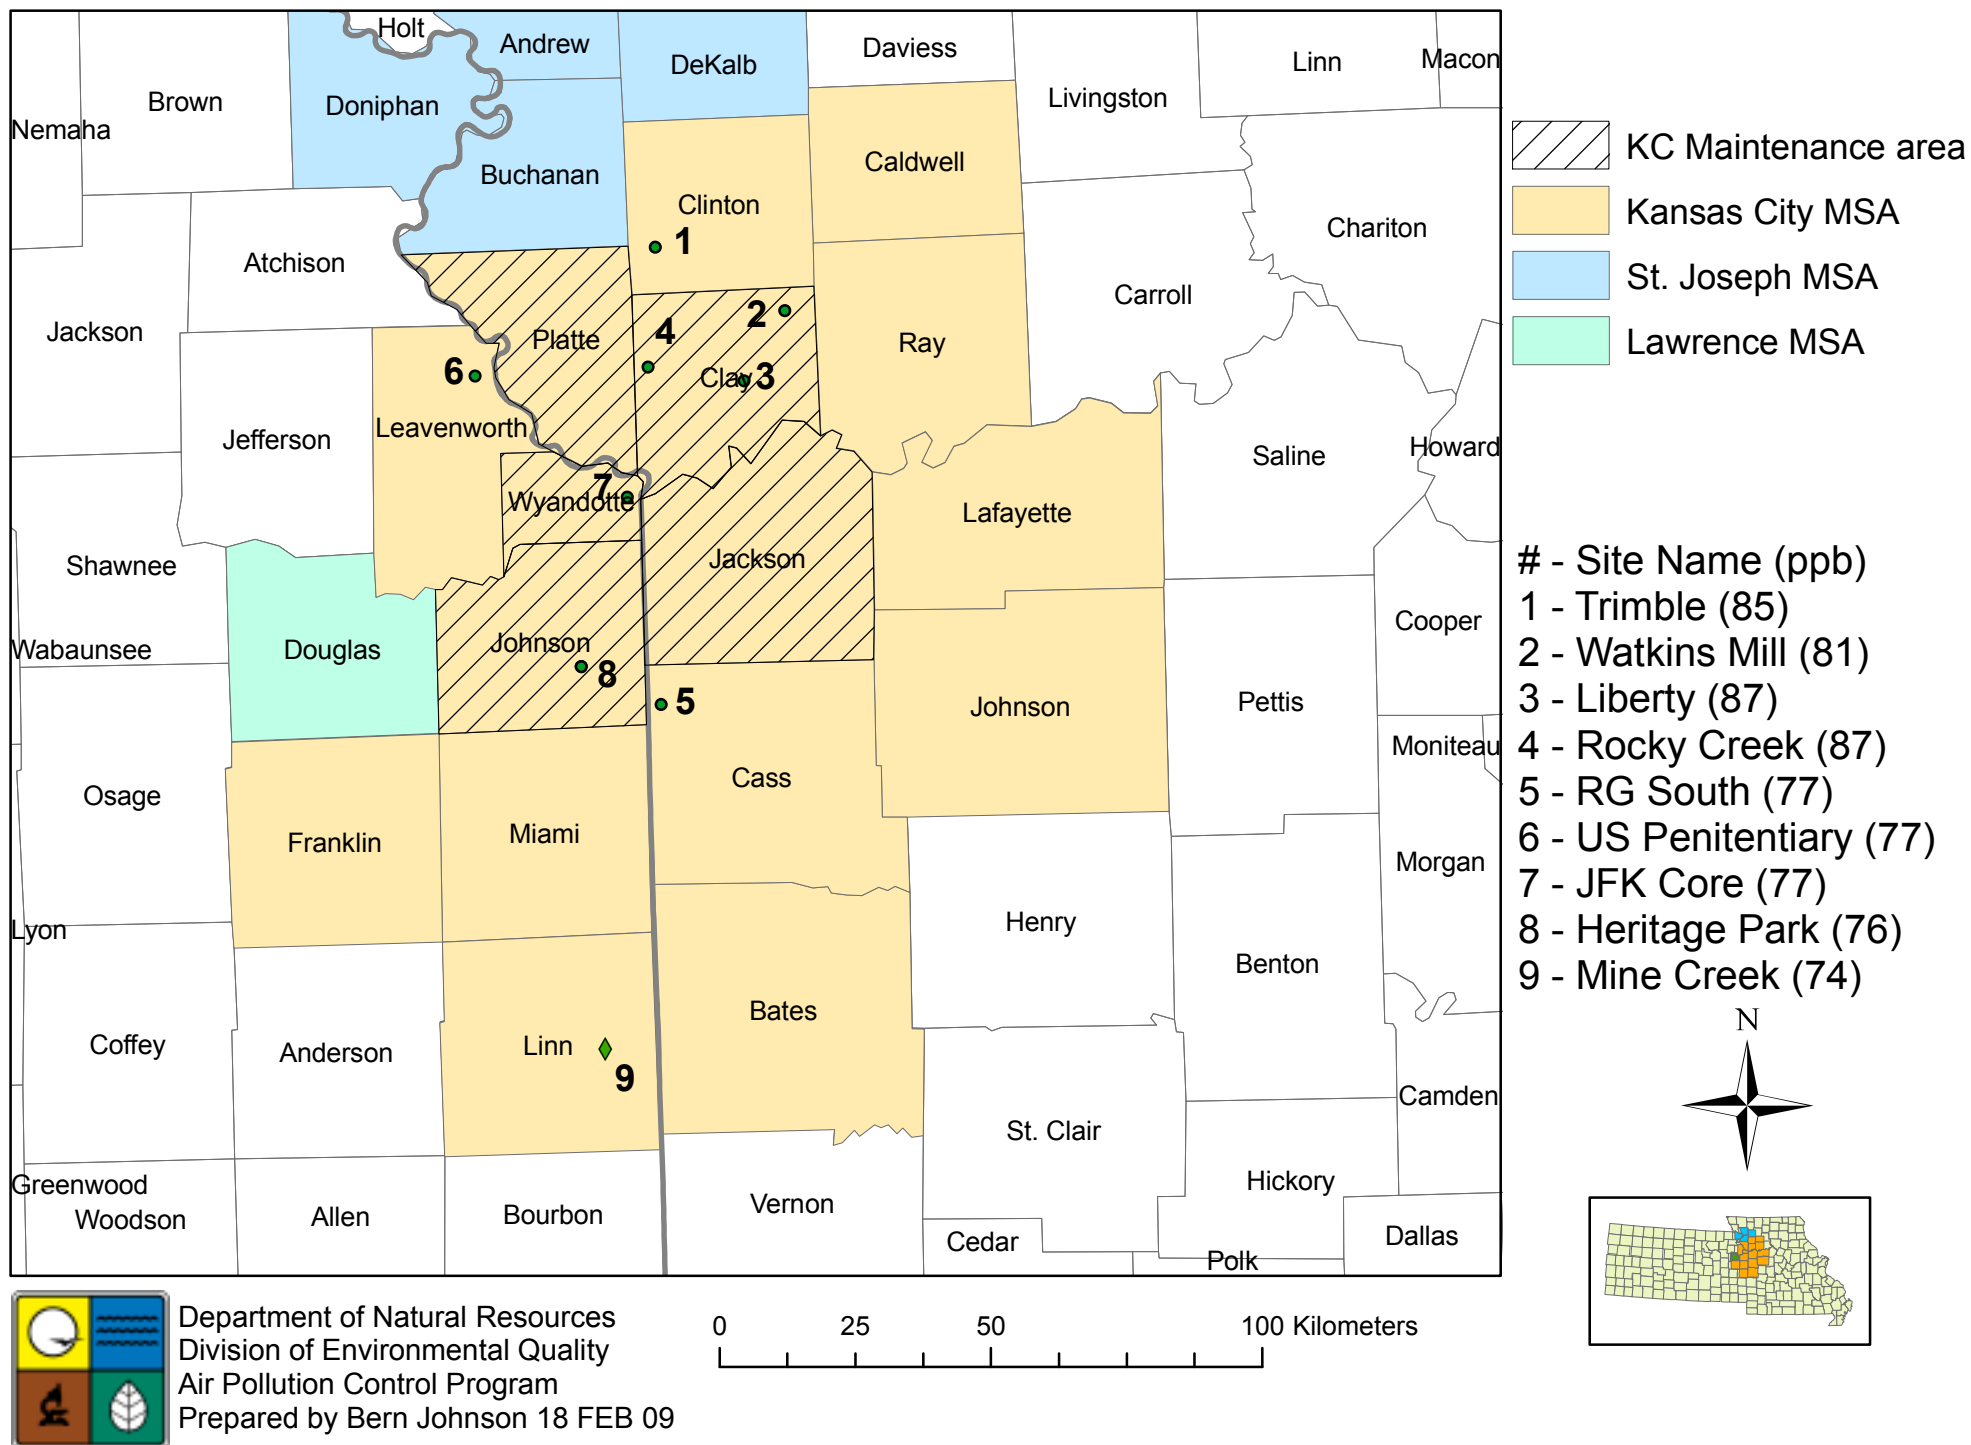 Holt
Andrew
DeKalb
Daviess
Linn
Macon
Brown
Doniphan
Livingston
Nemaha
Buchanan
Caldwell
Clinton
1
Chariton
Atchison
Carroll
Jackson
Platte
4
2
Ray
6
Clay
3
Leavenworth
Jefferson
Saline
Howard
7
Wyandotte
Lafayette
Shawnee
Jackson
Wabaunsee
Douglas
Johnson
8
5
Johnson
Pettis
Cooper
Moniteau
Osage
Cass
Franklin
Miami
Morgan
Lyon
Henry
Benton
Coffey
Anderson
Linn
9
Bates
Camden
St. Clair
Greenwood
Woodson
Allen
Bourbon
Vernon
Hickory
Cedar
Polk
Dallas
KC Maintenance area
Kansas City MSA
St. Joseph MSA
Lawrence MSA
# - Site Name (ppb)
1 - Trimble (85)
2 - Watkins Mill (81)
3 - Liberty (87)
4 - Rocky Creek (87)
5 - RG South (77)
6 - US Penitentiary (77)
7 - JFK Core (77)
8 - Heritage Park (76)
9 - Mine Creek (74)
N
Department of Natural Resources
Division of Environmental Quality
Air Pollution Control Program
Prepared by Bern Johnson 18 FEB 09
0 25 50 100 Kilometers